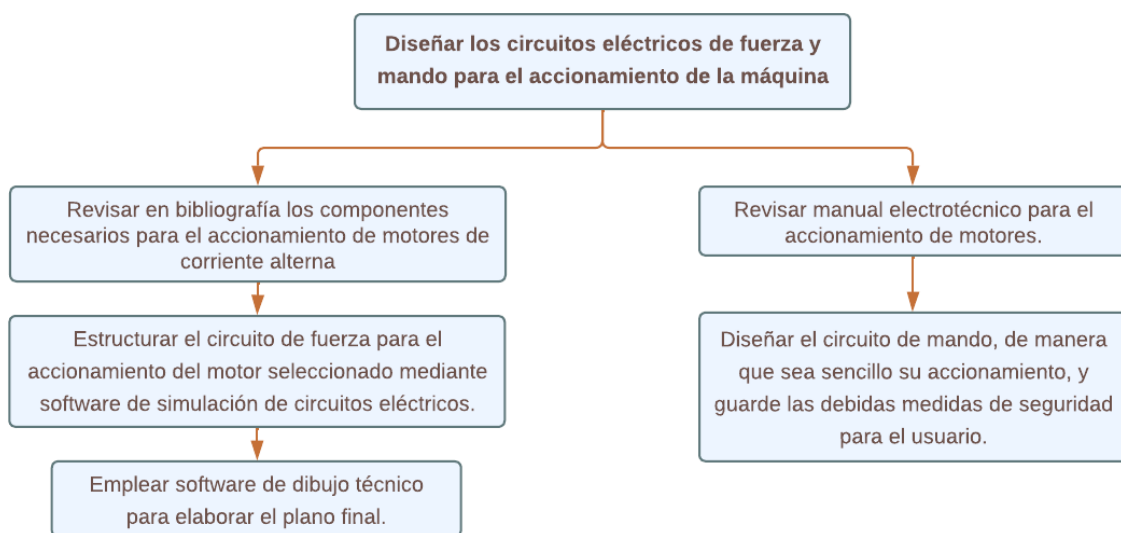 Diseñar los circuitos eléctricos de fuerza y
mando para el accionamiento de la máquina
Revisar en bibliografía los componentes
necesarios para el accionamiento de motores de
corriente alterna
Estructurar el circuito de fuerza para el
accionamiento del motor seleccionado mediante
software de simulación de circuitos eléctricos.
Emplear software de dibujo técnico
para elaborar el plano final.
Revisar manual electrotécnico para el
accionamiento de motores.
Diseñar el circuito de mando, de manera
que sea sencillo su accionamiento, y
guarde las debidas medidas de seguridad
para el usuario.